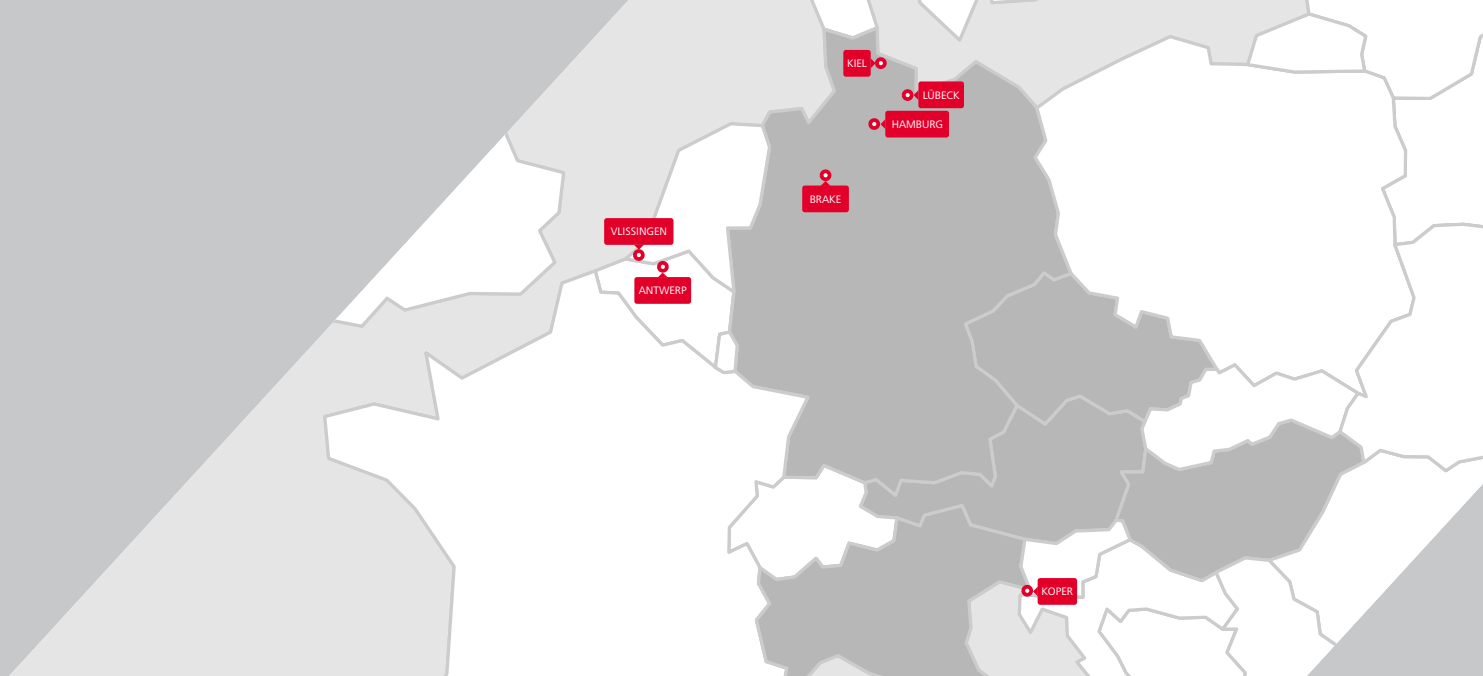 KIEL
LÜBECK
HAMBURG
BRAKE
VLISSINGEN
ANTWERP
KOPER